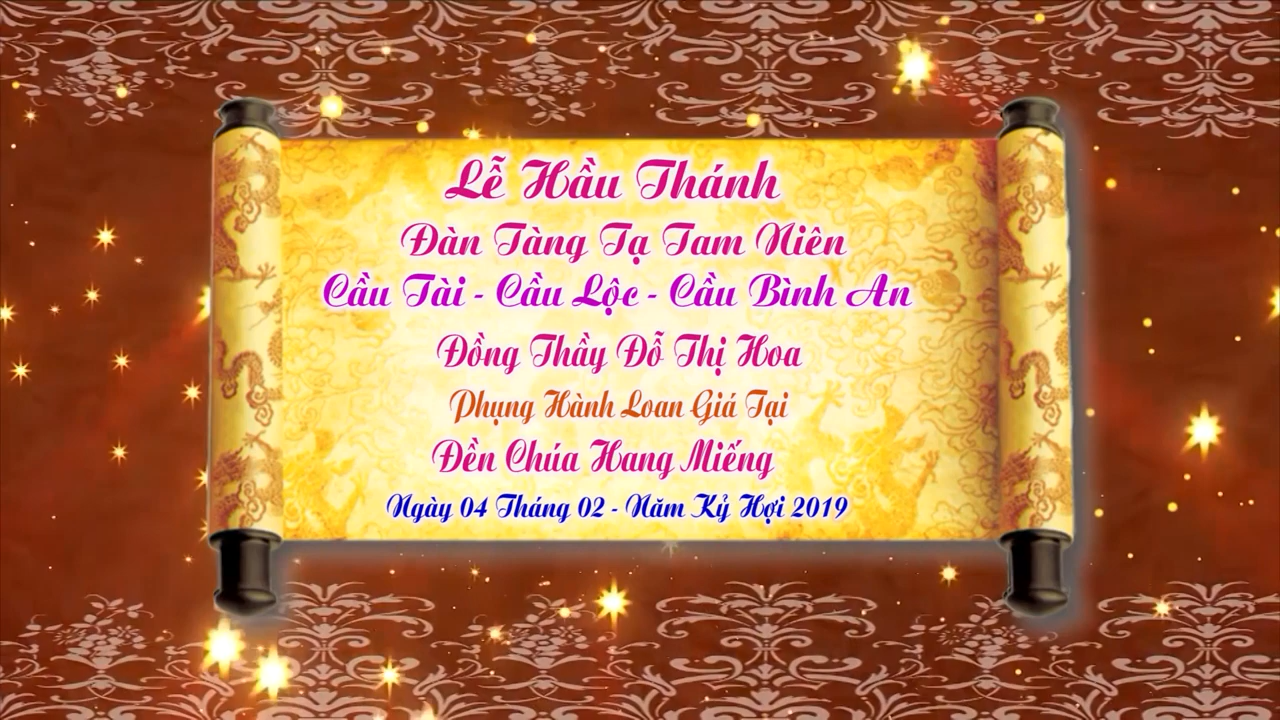 Lễ Hầu Thánh
Đàn Tàng Tạ Tam Niên
Cầu Tài - Cầu Lộc - Cầu Bình An
Đồng Thầy Đỗ Thị Hoa
Phụng Hành Loan Giá Tại
Đền Chúa Hang Miếng
Ngày 04 Tháng 02 - Năm Kỷ Hợi 2019